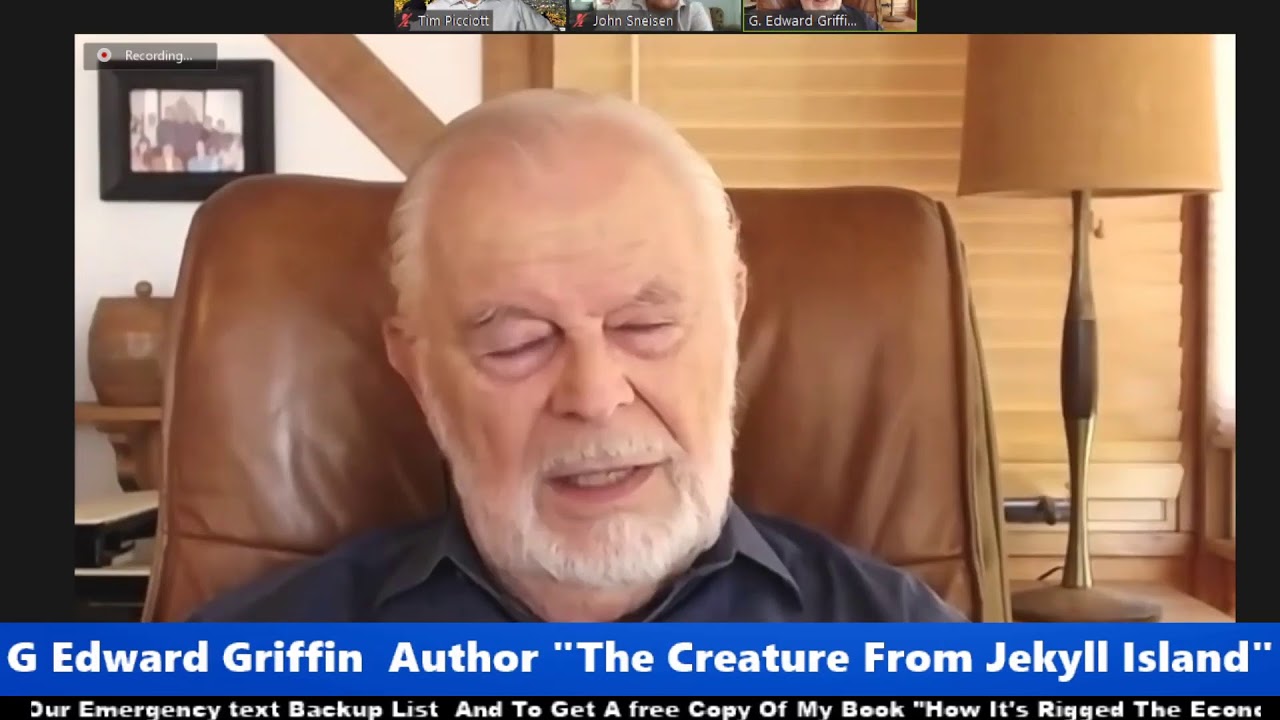 Tim Picciott
John Sneisen
G. Edward Griffi...
Recording...
G Edward Griffin Author "The Creature From Jekyll Island"
Our Emergency text Backup List And To Get A free Copy Of My Book "How It's Rigged The Econo